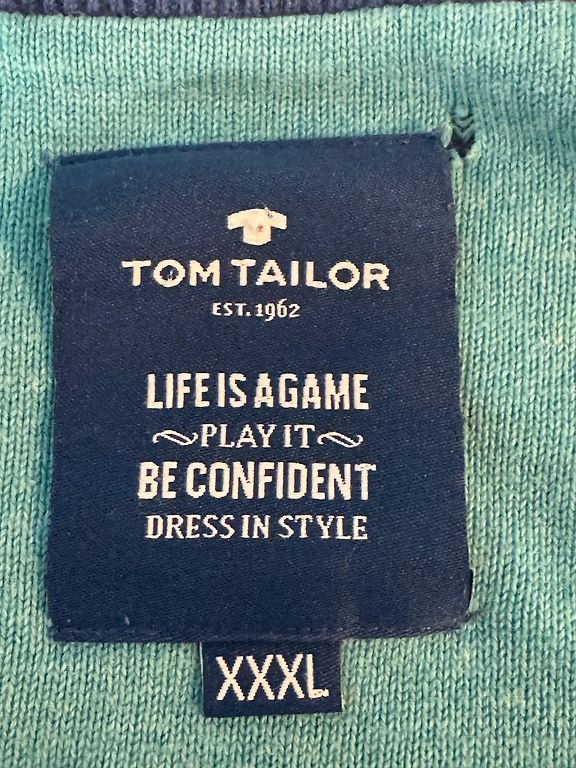 TOM TAILOR
EST. 1962
LIFE IS A GAME
PLAY IT
BE CONFIDENT
DRESS IN STYLE
XXXL